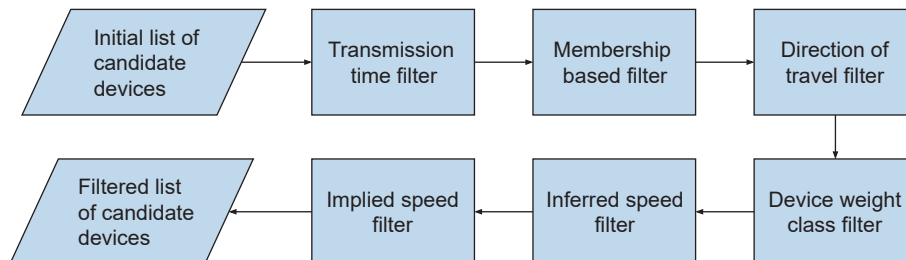 Initial list of
candidate
devices
Transmission
time filter
Membership
based filter
Direction of
travel filter
Device weight
class filter
Inferred speed
filter
Implied speed
filter
Filtered list
of candidate
devices